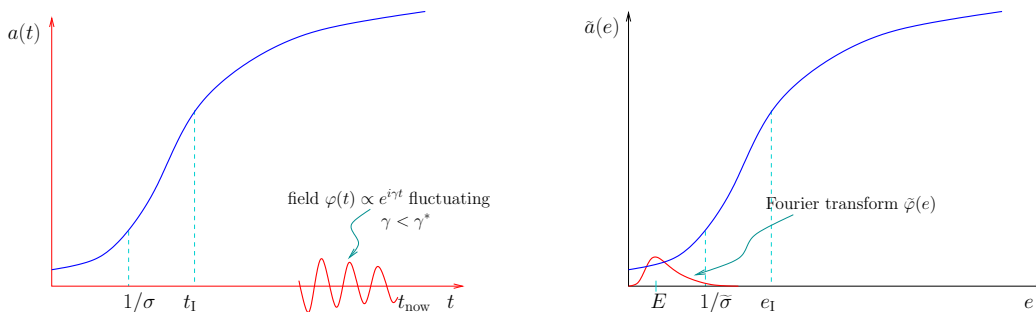 a(t)
field φ(t) ∝ e^{iγt} fluctuating
γ < γ*
1/σ
t_I
t_now
t
ã(e)
Fourier transform φ̃(e)
E
1/σ̃
e_I
e